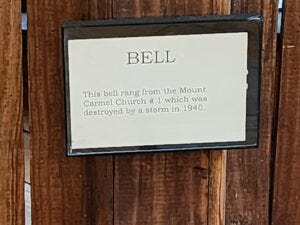 BELL
This bell rang from the Mount
Carmel Church # 1 which was
destroyed by a storm in 1940.